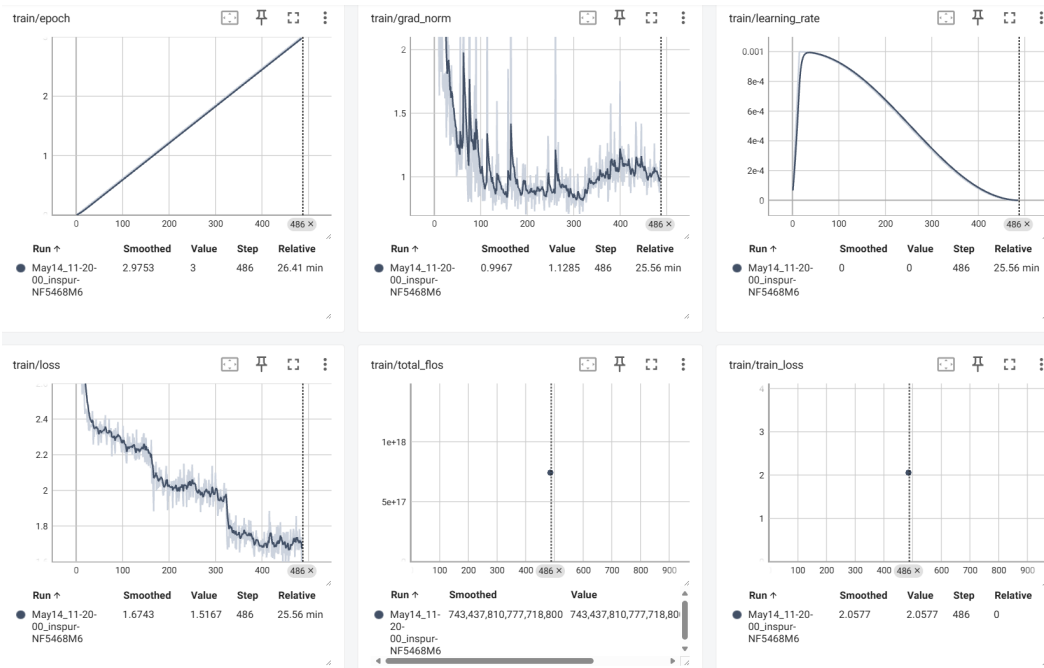 train/epoch
2
1
0 100 200 300 400 486 ×
Run ↑ Smoothed Value Step Relative
May14_11-20-00_inspur-NF5468M6 2.9753 3 486 26.41 min
train/grad_norm
2
1.5
1
0 100 200 300 400 486 ×
Run ↑ Smoothed Value Step Relative
May14_11-20-00_inspur-NF5468M6 0.9967 1.1285 486 25.56 min
train/learning_rate
0.001
8e-4
6e-4
4e-4
2e-4
0
0 100 200 300 400 486 ×
Run ↑ Smoothed Value Step Relative
May14_11-20-00_inspur-NF5468M6 0 0 486 25.56 min
train/loss
2.4
2.2
2
1.8
0 100 200 300 400 486 ×
Run ↑ Smoothed Value Step Relative
May14_11-20-00_inspur-NF5468M6 1.6743 1.5167 486 25.56 min
train/total_flos
1e+18
5e+17
100 200 300 400 486 × 600 700 800 900
Run ↑ Smoothed Value
May14_11-20-00_inspur-NF5468M6 743,437,810,777,718,800 743,437,810,777,718,80
train/train_loss
4
3
2
1
100 200 300 400 486 × 600 700 800 900
Run ↑ Smoothed Value Step Relative
May14_11-20-00_inspur-NF5468M6 2.0577 2.0577 486 0